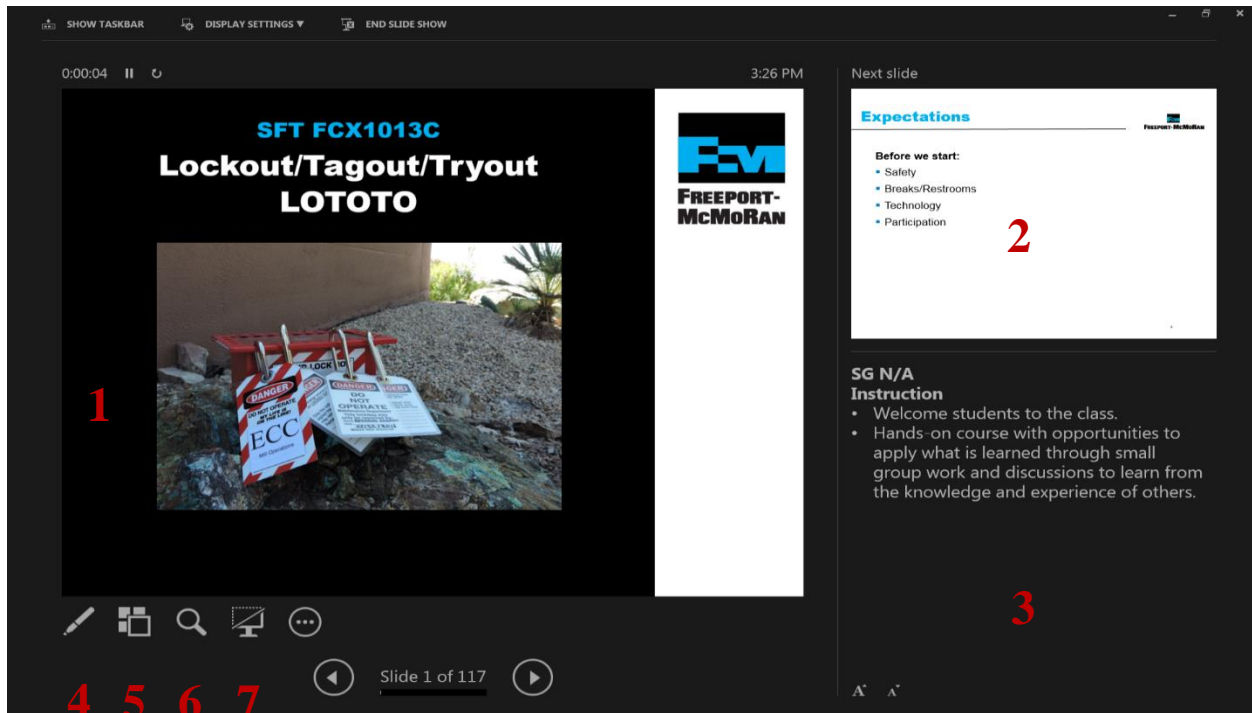 SHOW TASKBAR
DISPLAY SETTINGS ▼
END SLIDE SHOW
0:00:04
3:26 PM
SFT FCX1013C
Lockout/Tagout/Tryout
LOTOTO
FM
FREEPORT-
MCMORAN
DANGER
DO NOT OPERATE
ECC
Mill Operations
LOCK
DANGER
DO
NOT
OPERATE
1
Next slide
Expectations
FREEPORT-MCMORAN
Before we start:
• Safety
• Breaks/Restrooms
• Technology
• Participation
2
SG N/A
Instruction
• Welcome students to the class.
• Hands-on course with opportunities to
apply what is learned through small
group work and discussions to learn from
the knowledge and experience of others.
3
Slide 1 of 117
A A
4 5 6 7